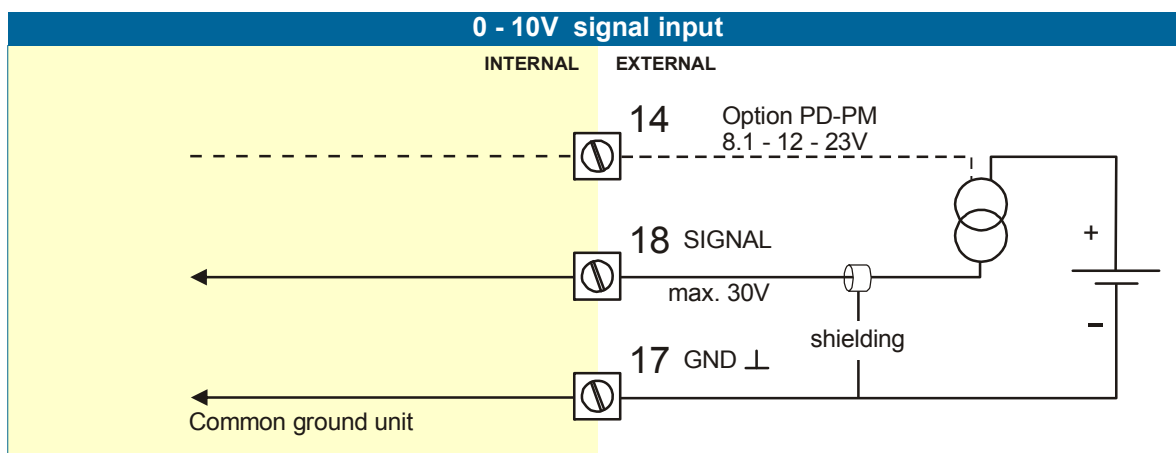 0 - 10V signal input
INTERNAL
EXTERNAL
14
Option PD-PM
8.1 - 12 - 23V
18 SIGNAL
max. 30V
+
-
shielding
17 GND ⊥
Common ground unit